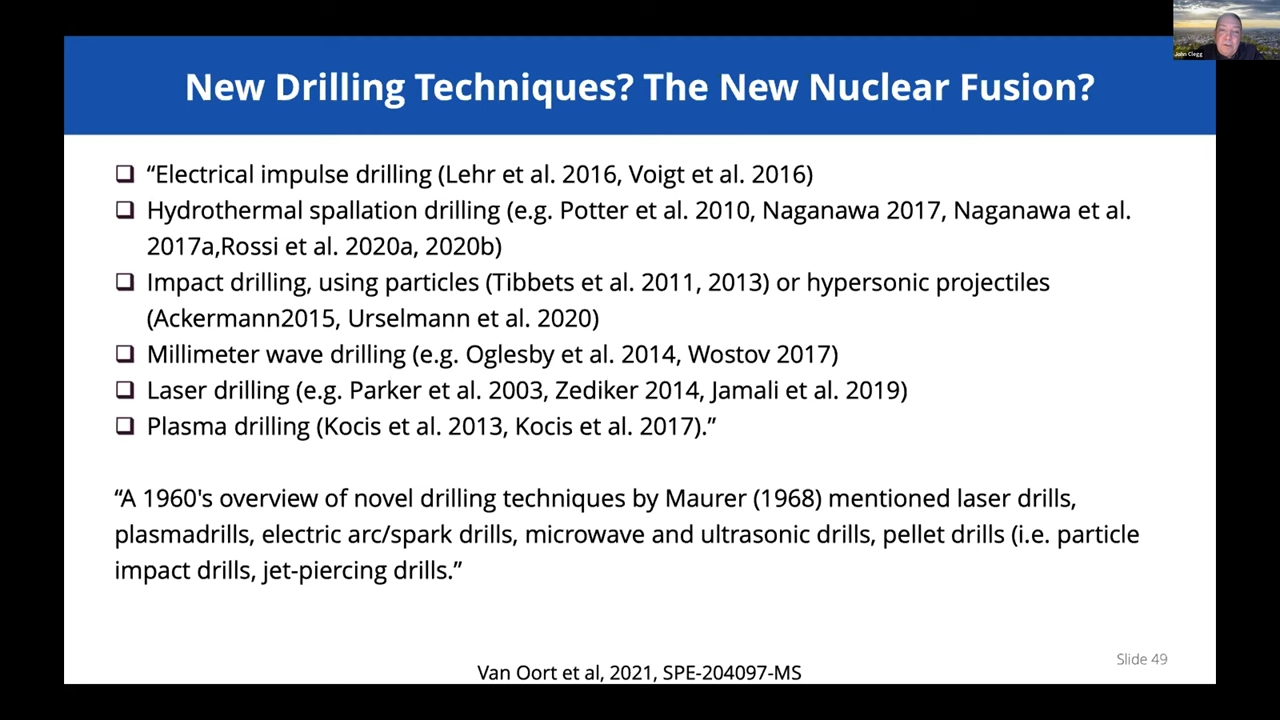 John Clegg
New Drilling Techniques? The New Nuclear Fusion?
“Electrical impulse drilling (Lehr et al. 2016, Voigt et al. 2016)
Hydrothermal spallation drilling (e.g. Potter et al. 2010, Naganawa 2017, Naganawa et al.
2017a,Rossi et al. 2020a, 2020b)
Impact drilling, using particles (Tibbets et al. 2011, 2013) or hypersonic projectiles
(Ackermann2015, Urselmann et al. 2020)
Millimeter wave drilling (e.g. Oglesby et al. 2014, Wostov 2017)
Laser drilling (e.g. Parker et al. 2003, Zediker 2014, Jamali et al. 2019)
Plasma drilling (Kocis et al. 2013, Kocis et al. 2017).”
“A 1960's overview of novel drilling techniques by Maurer (1968) mentioned laser drills,
plasmadrills, electric arc/spark drills, microwave and ultrasonic drills, pellet drills (i.e. particle
impact drills, jet-piercing drills.”
Slide 49
Van Oort et al, 2021, SPE-204097-MS